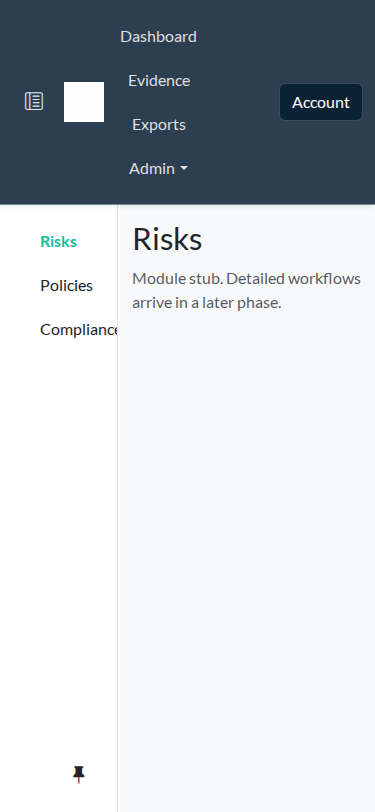 Dashboard
Evidence
Exports
Admin
Account
Risks
Policies
Compliance
Risks
Module stub. Detailed workflows
arrive in a later phase.